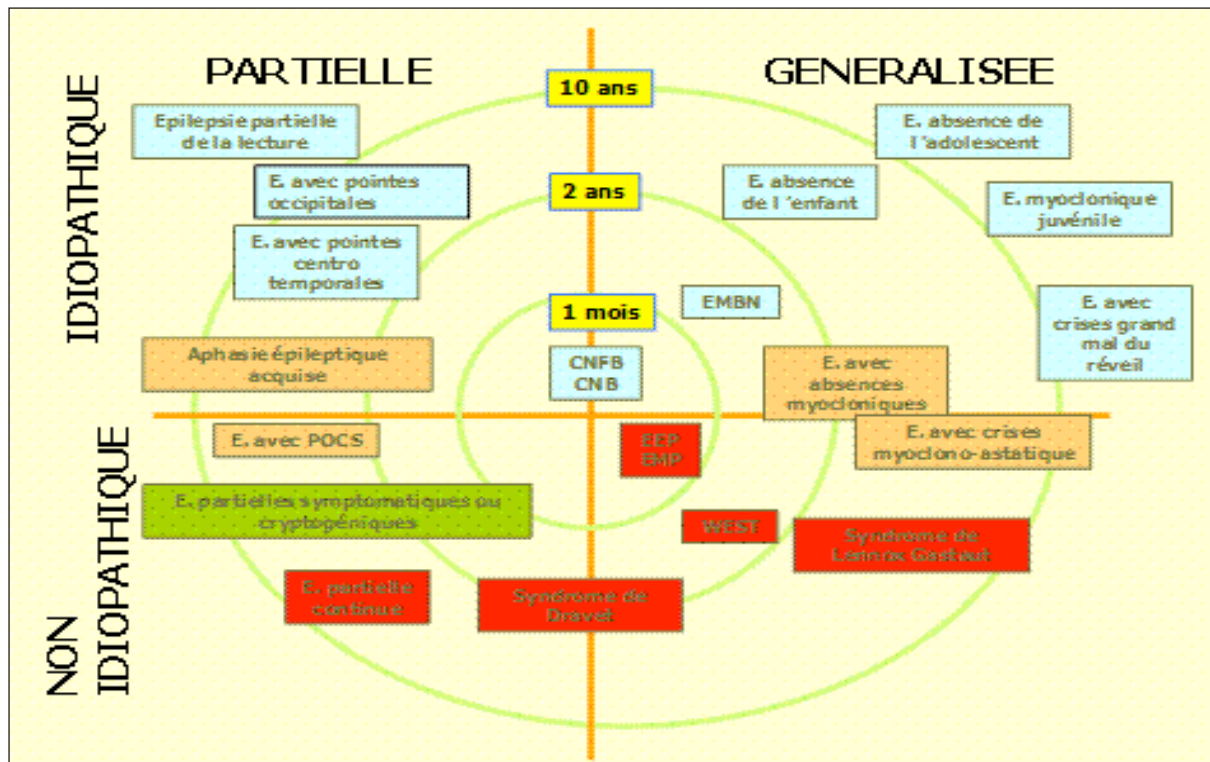 PARTIELLE
GENERALISEE
IDIOPATHIQUE
10 ans
Epilepsie partielle
de la lecture
E. absence de
l'adolescent
E. avec pointes
occipitales
2 ans
E. absence
de l'enfant
E. myoclonique
juvénile
E. avec pointes
centro
temporales
1 mois
EMBN
E. avec
crises grand
mal du
réveil
Aphasie épileptique
acquise
CNFB
CNB
E. avec
absences
myocloniques
NON
IDIOPATHIQUE
E. avec POCS
EEP
EMP
E. avec crises
myoclono-astatique
E. partielles symptomatiques ou
cryptogéniques
WEST
Syndrome de
Lennox Gastaut
E. partielle
continue
Syndrome de
Dravet